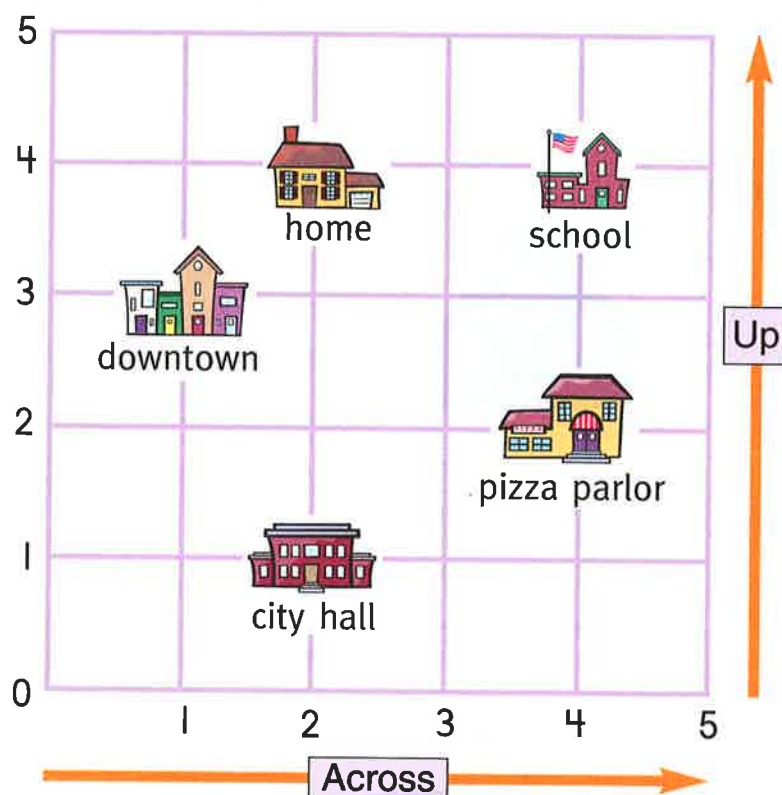 5
4
home
school
3
downtown
Up
2
pizza parlor
1
city hall
0
1 2 3 4 5
Across